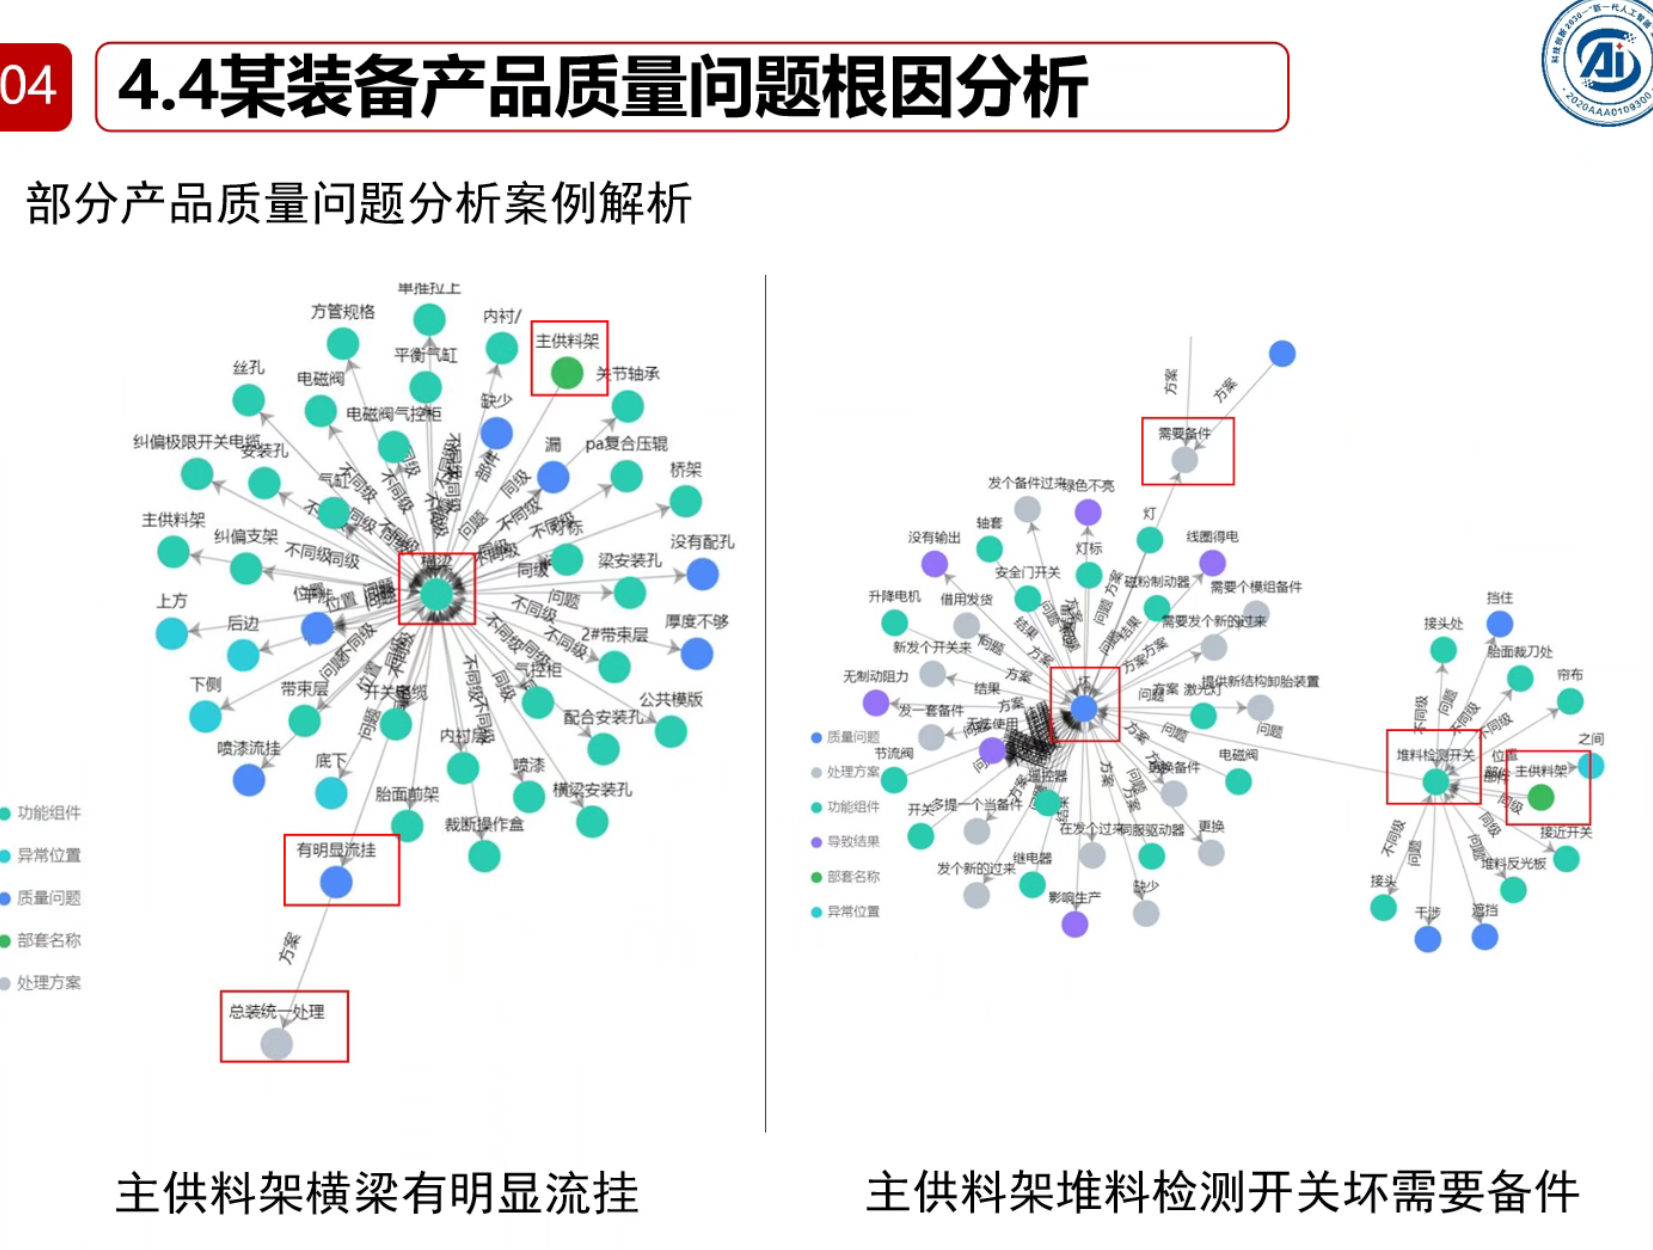 04
4.4某装备产品质量问题根因分析
部分产品质量问题分析案例解析
单推拉上
方管规格
内衬/
主供料架
平衡气缸
丝孔
电磁阀
关节轴承
缺少
电磁阀气控柜
纠偏极限开关电缆
安装孔
漏
pa复合压辊
桥架
气缸
主供料架
纠偏支架
没有配孔
横梁
梁安装孔
上方
后边
厚度不够
2#带束层
下侧
带束层
气控柜
公共模版
配合安装孔
喷漆流挂
底下
内衬层
喷漆
胎面前架
横梁安装孔
裁断操作盒
有明显流挂
方案
总装统一处理
不同级
同级
问题
位置
部件
功能组件
异常位置
质量问题
部套名称
处理方案
主供料架横梁有明显流挂
方案
方案
需要备件
发个备件过来
绿色不亮
轴套
灯
没有输出
灯标
线圈得电
安全门开关
磁粉制动器
需要个模组备件
升降电机
借用发货
需要发个新的过来
新发个开关来
无制动阻力
坏
提供新结构卸胎装置
激光灯
发一套备件
无法使用
节流阀
遥控器
更换备件
电磁阀
开关
多提一个当备件
在发个过来
伺服驱动器
更换
发个新的过来
继电器
影响生产
缺少
结果
方案
问题
质量问题
处理方案
功能组件
导致结果
部套名称
异常位置
挡住
接头处
胎面裁刀处
帘布
之间
堆料检测开关
位置
主供料架
接近开关
堆料反光板
接头
干涉
遮挡
不同级
同级
问题
主供料架堆料检测开关坏需要备件